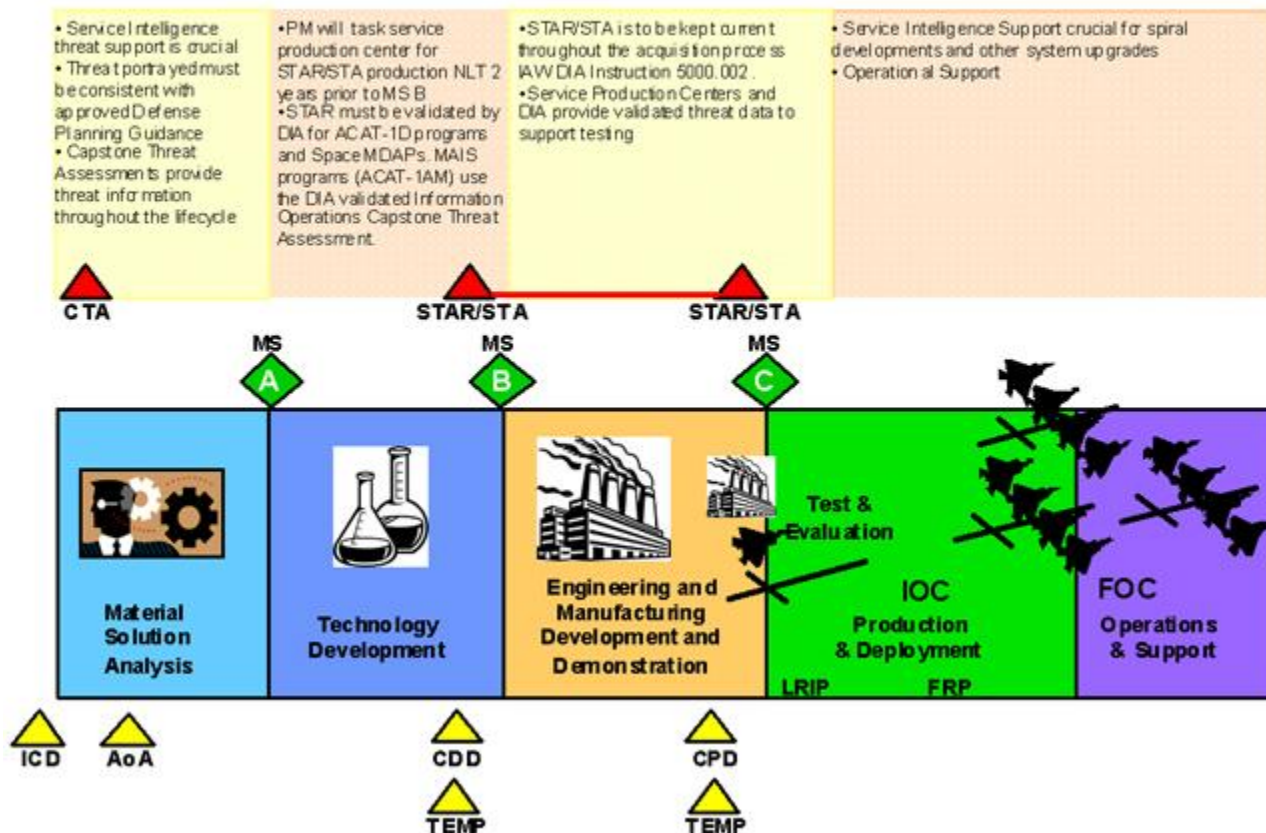 • Service Intelligence
threat support is crucial
• Threat portrayed must
be consistent with
approved Defense
Planning Guidance
• Capstone Threat
Assessments provide
threat information
throughout the lifecycle
•PM will task service
production center for
STAR/STA production NLT 2
years prior to MS B
•STAR must be validated by
DIA for ACAT-1D programs
and Space MDAPs. MAIS
programs (ACAT-1AM) use
the DIA validated Information
Operations Capstone Threat
Assessment.
•STAR/STA is to be kept current
throughout the acquisition process
IAW DIA Instruction 5000.002.
•Service Production Centers and
DIA provide validated threat data to
support testing
• Service Intelligence Support crucial for spiral
developments and other system upgrades
• Operational Support
CTA
STAR/STA
STAR/STA
MS
MS
MS
A
B
C
Material
Solution
Analysis
Technology
Development
Engineering and
Manufacturing
Development and
Demonstration
Test &
Evaluation
IOC
Production
& Deployment
LRIP
FRP
FOC
Operations
& Support
ICD
AoA
CDD
CPD
TEMP
TEMP